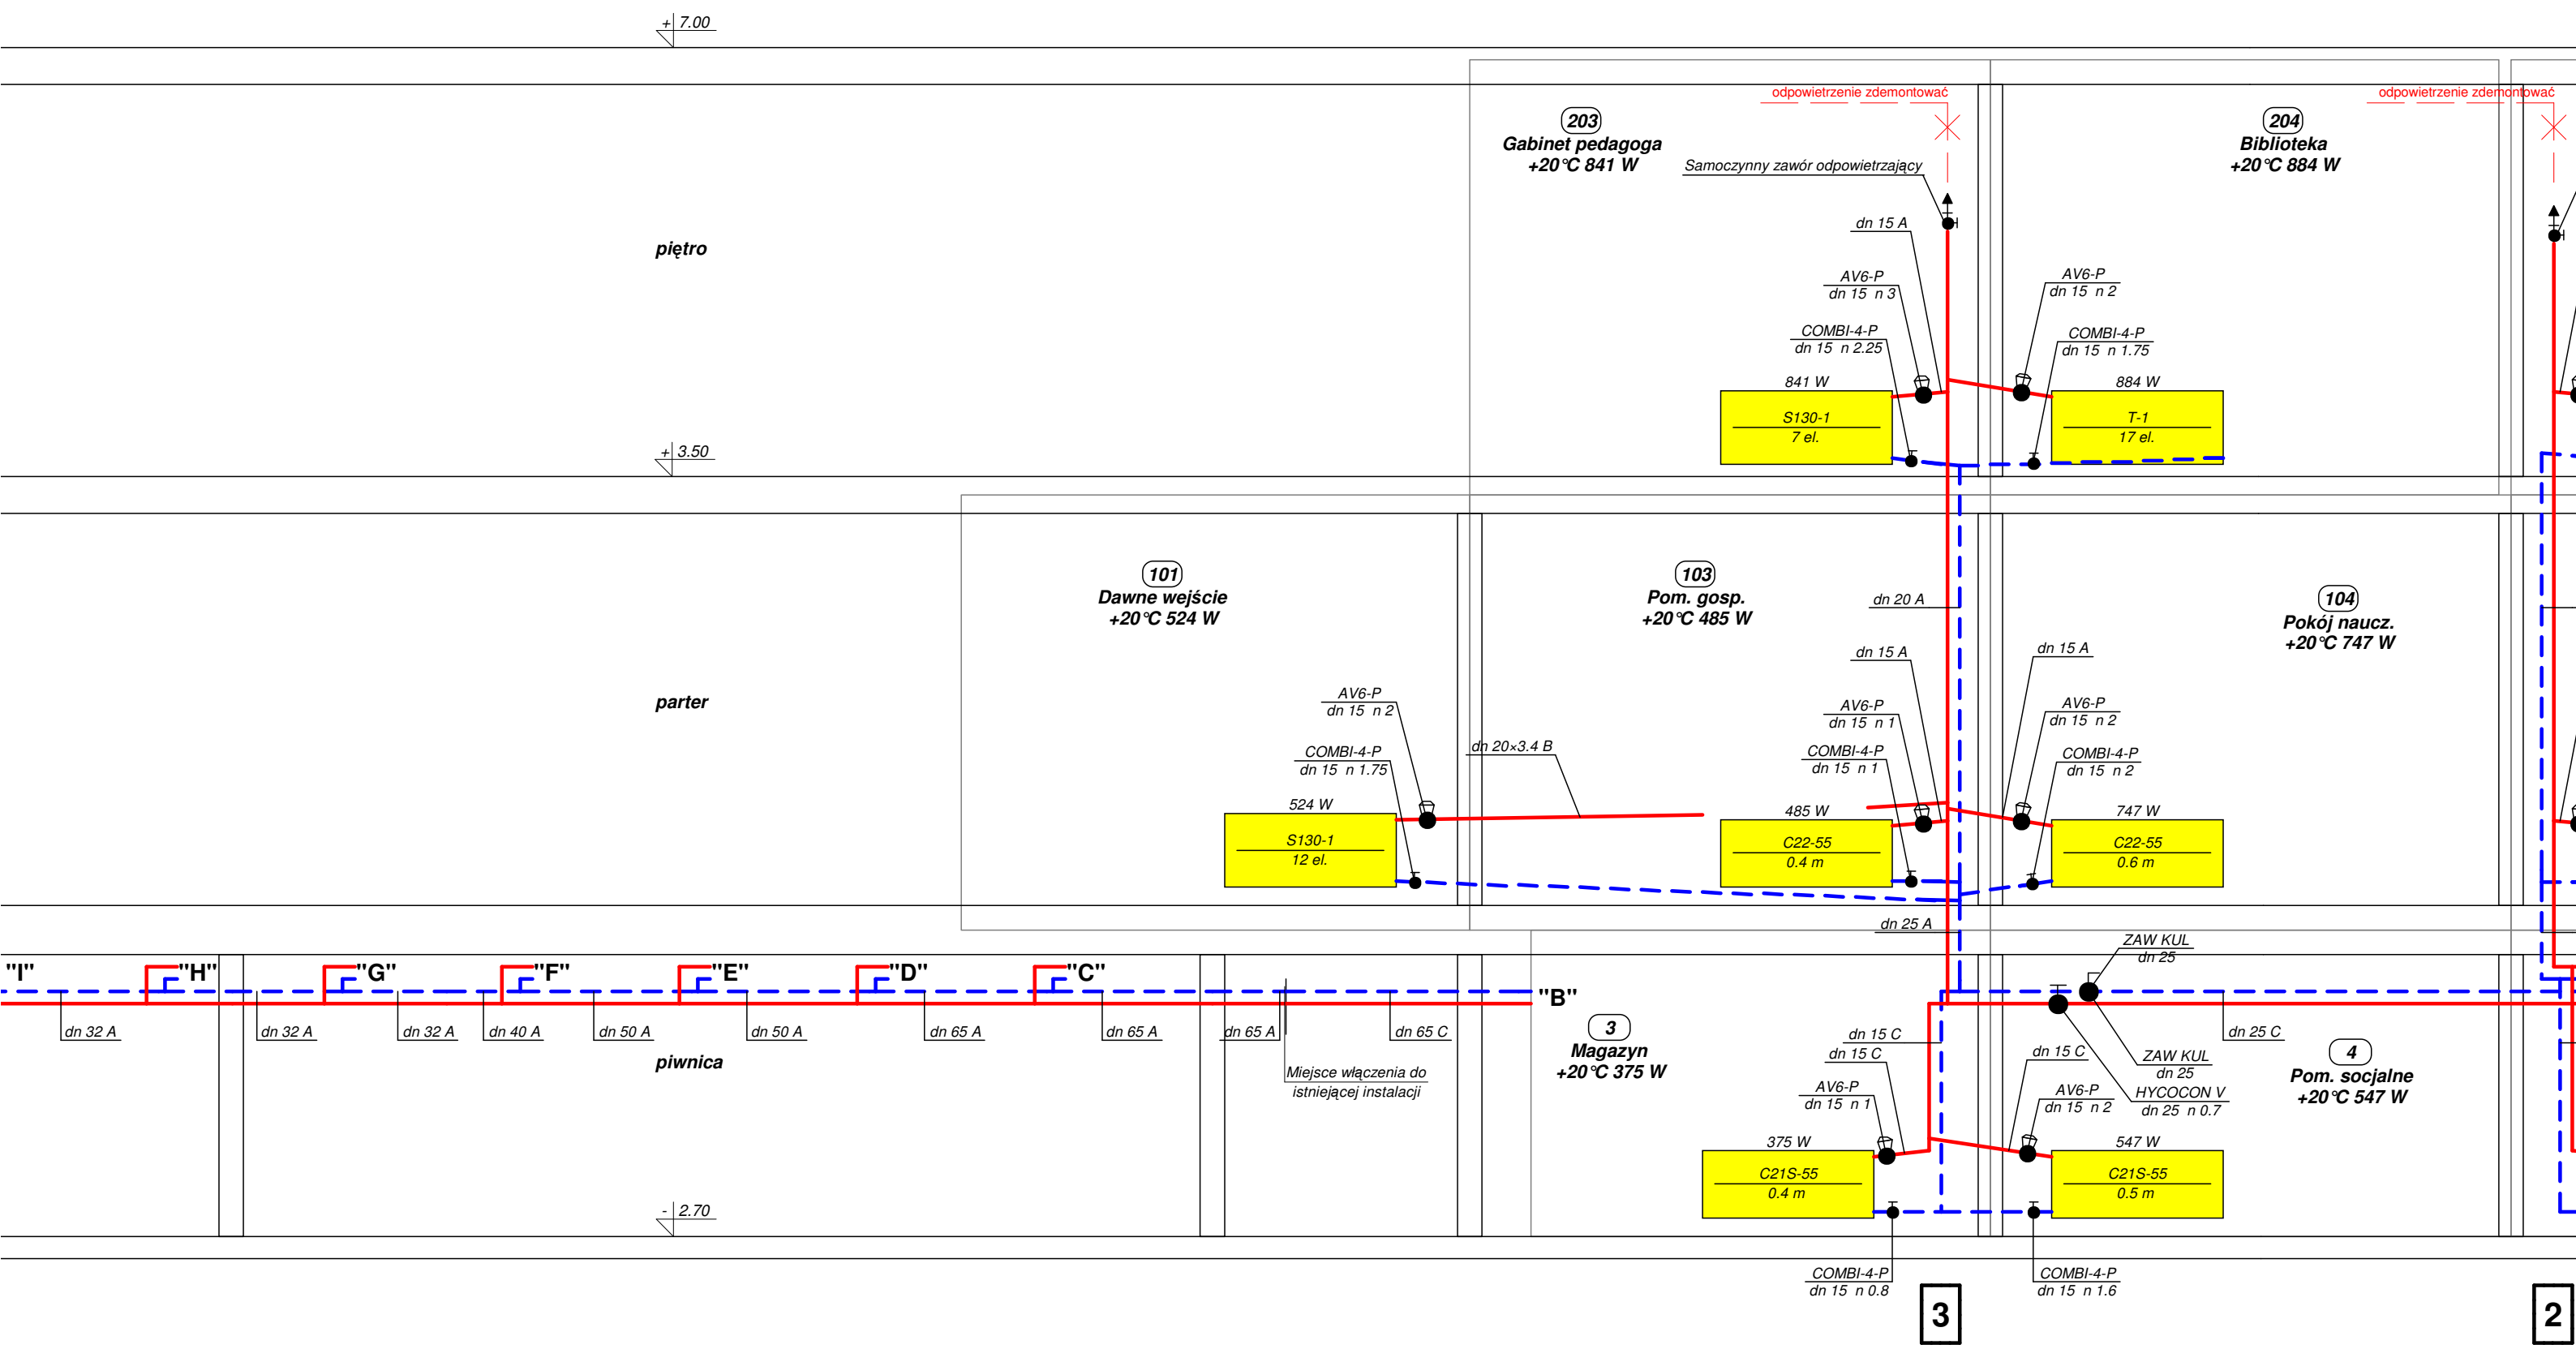 + 7.00
odpowietrzenie zdemontować
odpowietrzenie zdemontować
203
Gabinet pedagoga
+20°C 841 W
204
Biblioteka
+20°C 884 W
Samoczynny zawór odpowietrzający
dn 15 A
piętro
AV6-P
dn 15 n 3
AV6-P
dn 15 n 2
COMBI-4-P
dn 15 n 2.25
COMBI-4-P
dn 15 n 1.75
841 W
S130-1
7 el.
884 W
T-1
17 el.
+ 3.50
101
Dawne wejście
+20°C 524 W
103
Pom. gosp.
+20°C 485 W
dn 20 A
104
Pokój naucz.
+20°C 747 W
dn 15 A
dn 15 A
parter
AV6-P
dn 15 n 2
AV6-P
dn 15 n 1
AV6-P
dn 15 n 2
COMBI-4-P
dn 15 n 1.75
dn 20×3.4 B
COMBI-4-P
dn 15 n 1
COMBI-4-P
dn 15 n 2
524 W
S130-1
12 el.
485 W
C22-55
0.4 m
747 W
C22-55
0.6 m
dn 25 A
ZAW KUL
dn 25
"I"
"H"
"G"
"F"
"E"
"D"
"C"
"B"
dn 32 A
dn 32 A
dn 32 A
dn 40 A
dn 50 A
dn 50 A
dn 65 A
dn 65 A
dn 65 A
dn 65 C
3
Magazyn
+20°C 375 W
dn 15 C
dn 15 C
dn 15 C
dn 25 C
4
Pom. socjalne
+20°C 547 W
ZAW KUL
dn 25
HYCOCON V
dn 25 n 0.7
piwnica
Miejsce włączenia do
istniejącej instalacji
AV6-P
dn 15 n 1
AV6-P
dn 15 n 2
375 W
C21S-55
0.4 m
547 W
C21S-55
0.5 m
- 2.70
COMBI-4-P
dn 15 n 0.8
COMBI-4-P
dn 15 n 1.6
3
2